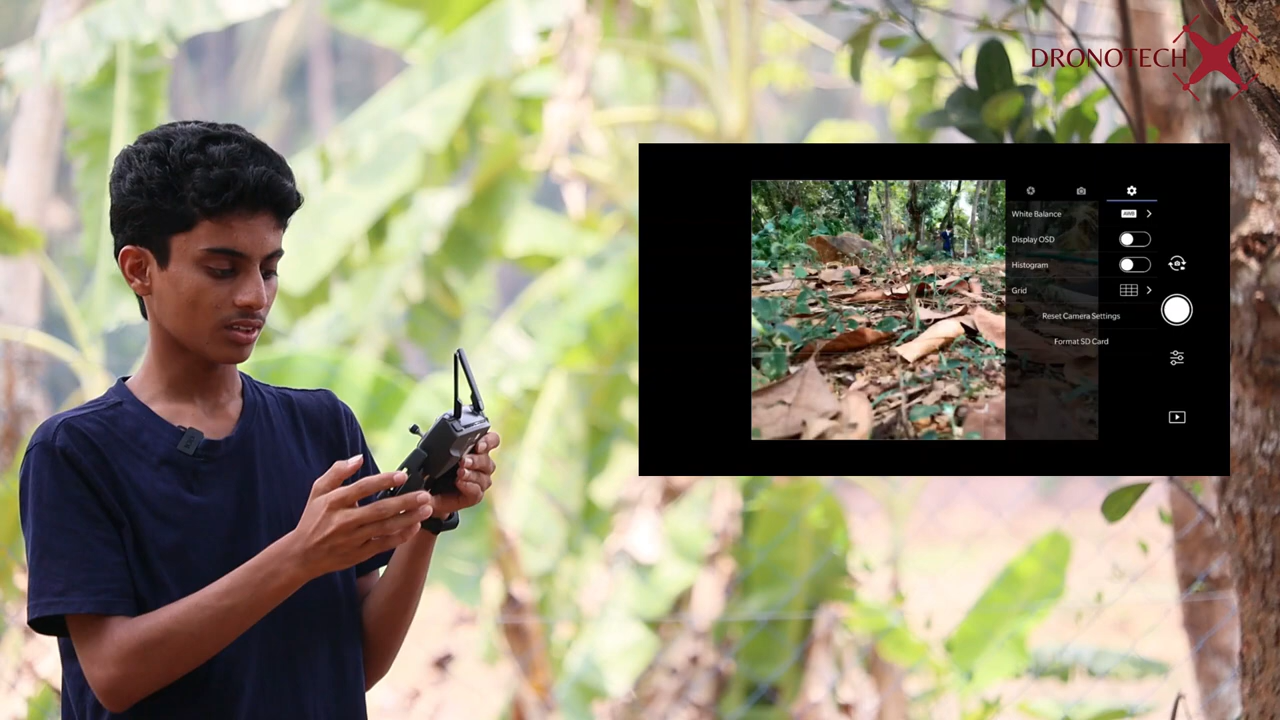 DRONOTECH
White Balance
AWB
Display OSD
Histogram
Grid
Reset Camera Settings
Format SD Card